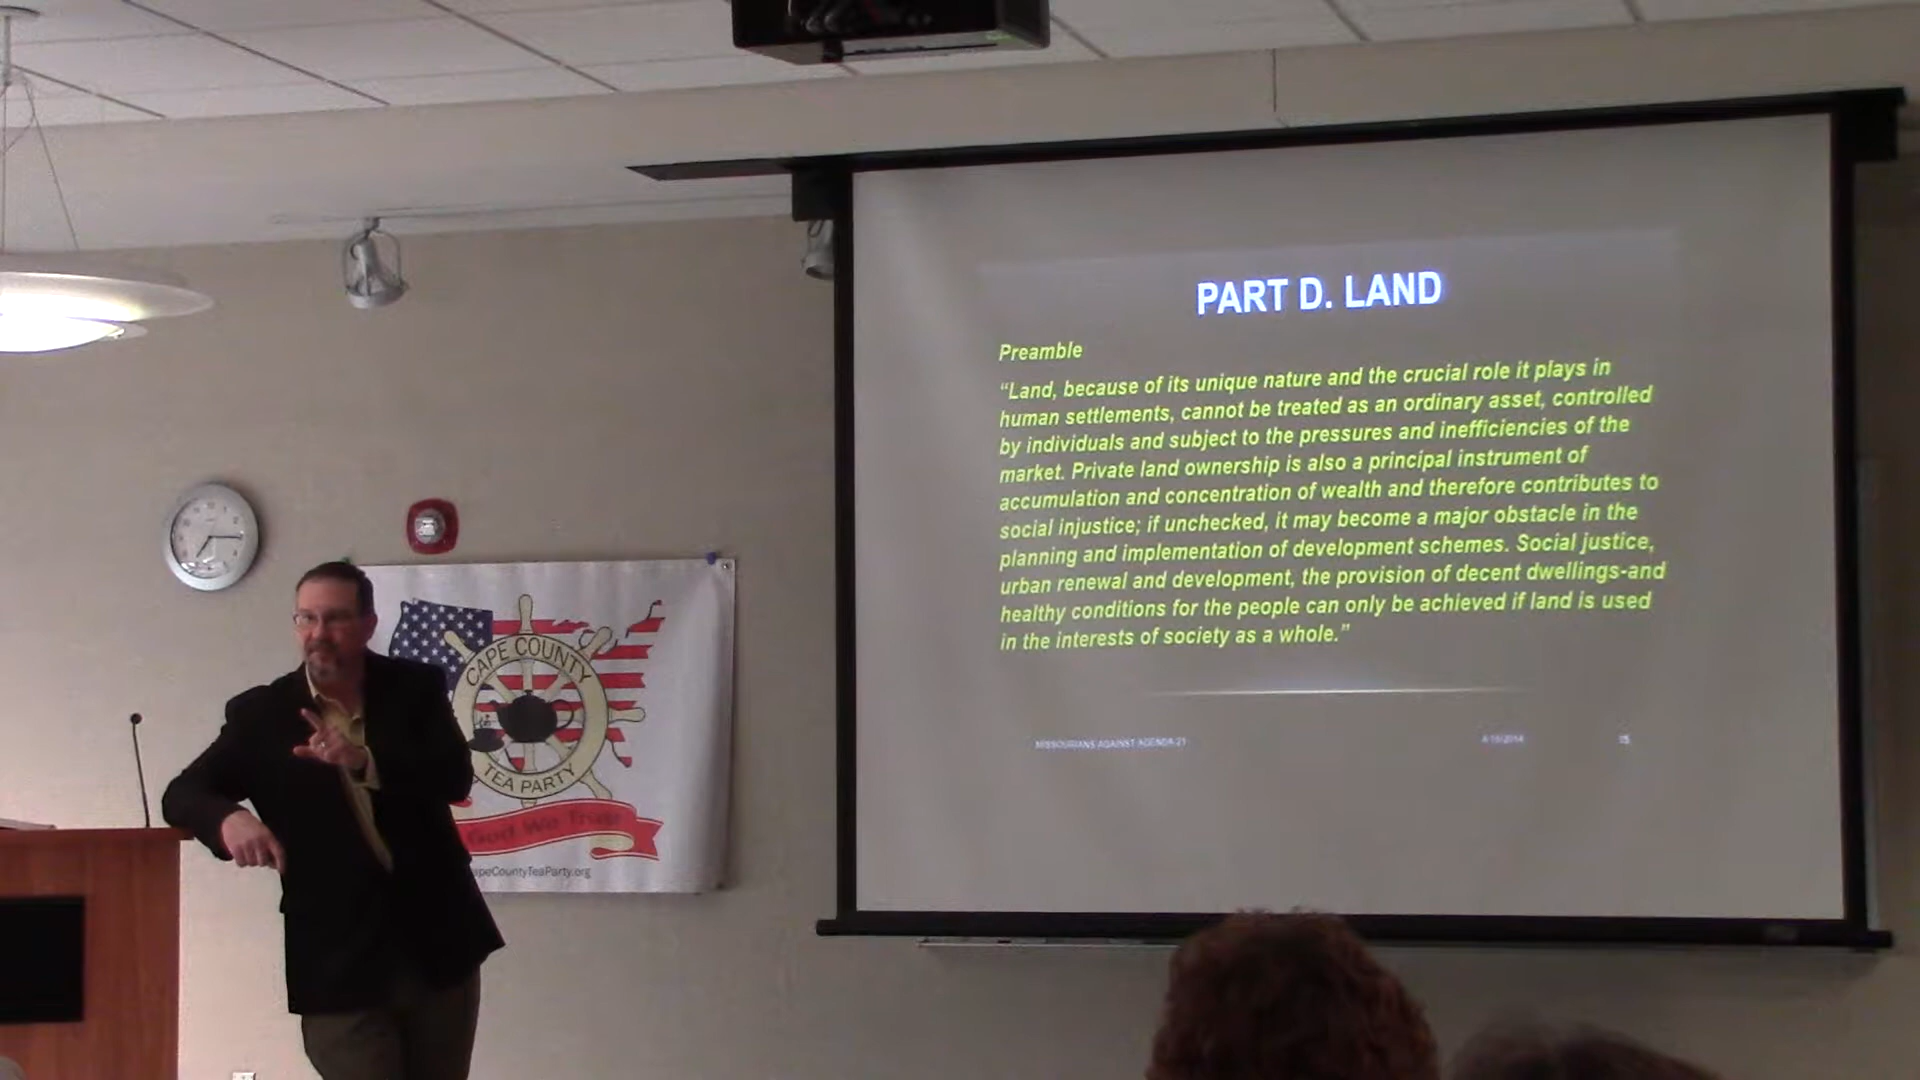 PART D. LAND
Preamble
“Land, because of its unique nature and the crucial role it plays in
human settlements, cannot be treated as an ordinary asset, controlled
by individuals and subject to the pressures and inefficiencies of the
market. Private land ownership is also a principal instrument of
accumulation and concentration of wealth and therefore contributes to
social injustice; if unchecked, it may become a major obstacle in the
planning and implementation of development schemes. Social justice,
urban renewal and development, the provision of decent dwellings-and
healthy conditions for the people can only be achieved if land is used
in the interests of society as a whole.”
MISSOURIANS AGAINST AGENDA 21
CAPE COUNTY
TEA PARTY
God We Trust
apeCountyTeaParty.org